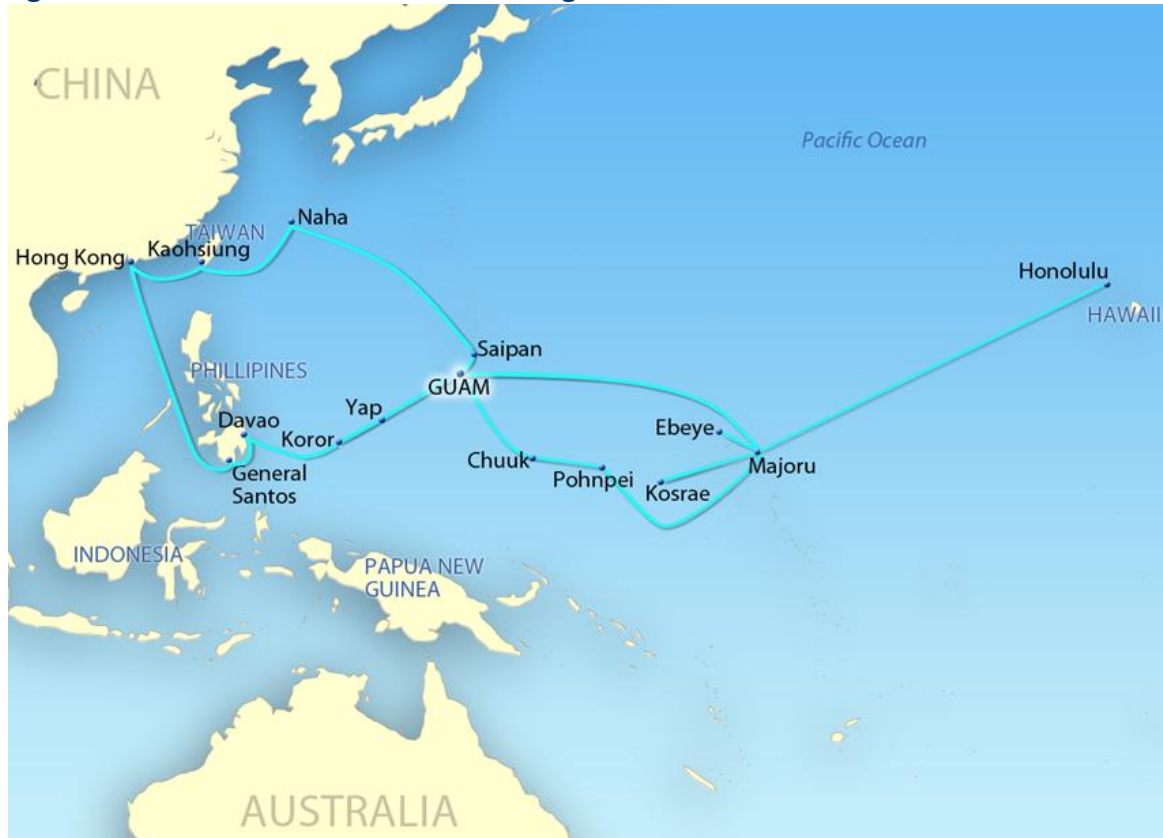 CHINA
Pacific Ocean
Naha
TAIWAN
Kaohsiung
Hong Kong
Honolulu
HAWAII
Saipan
PHILLIPINES
GUAM
Yap
Davao
Koror
Ebeye
General
Santos
Chuuk
Pohnpei
Majoru
Kosrae
INDONESIA
PAPUA NEW
GUINEA
AUSTRALIA